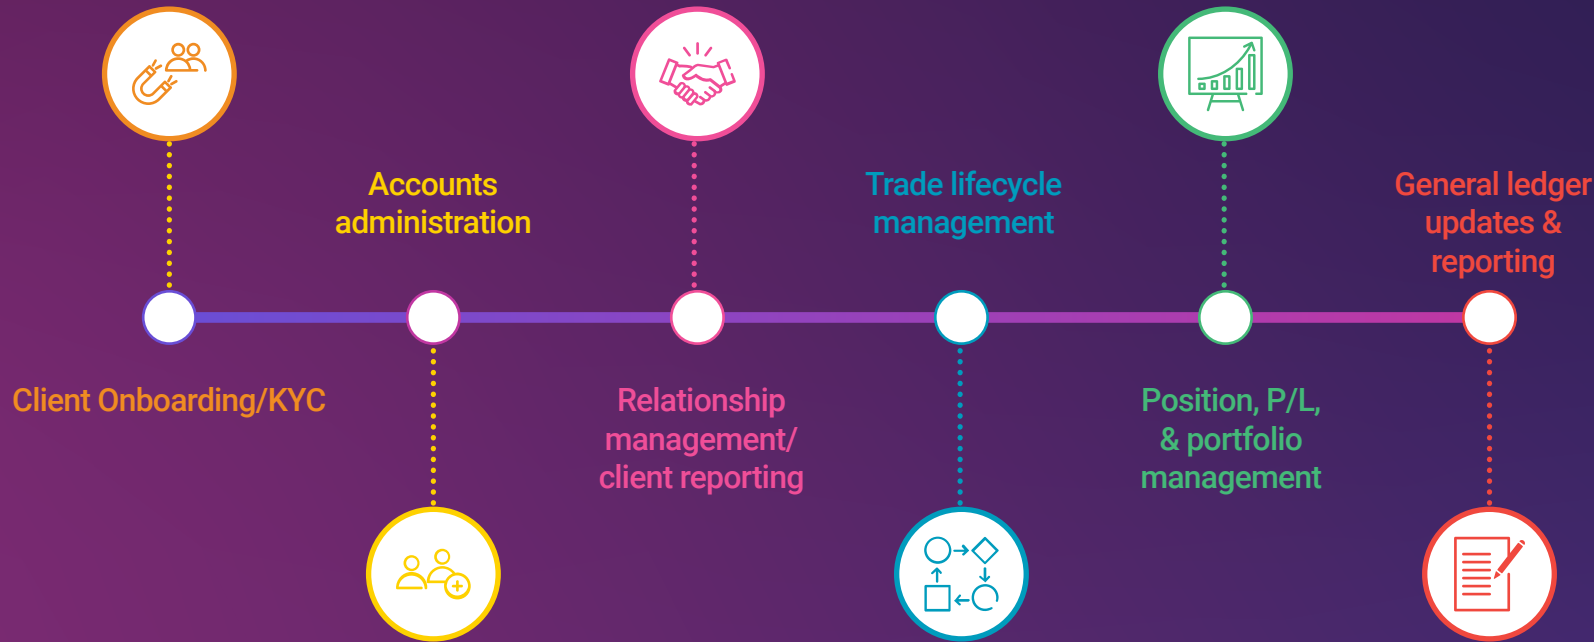 Client Onboarding/KYC
Accounts
administration
Relationship
management/
client reporting
Trade lifecycle
management
Position, P/L,
& portfolio
management
General ledger
updates &
reporting